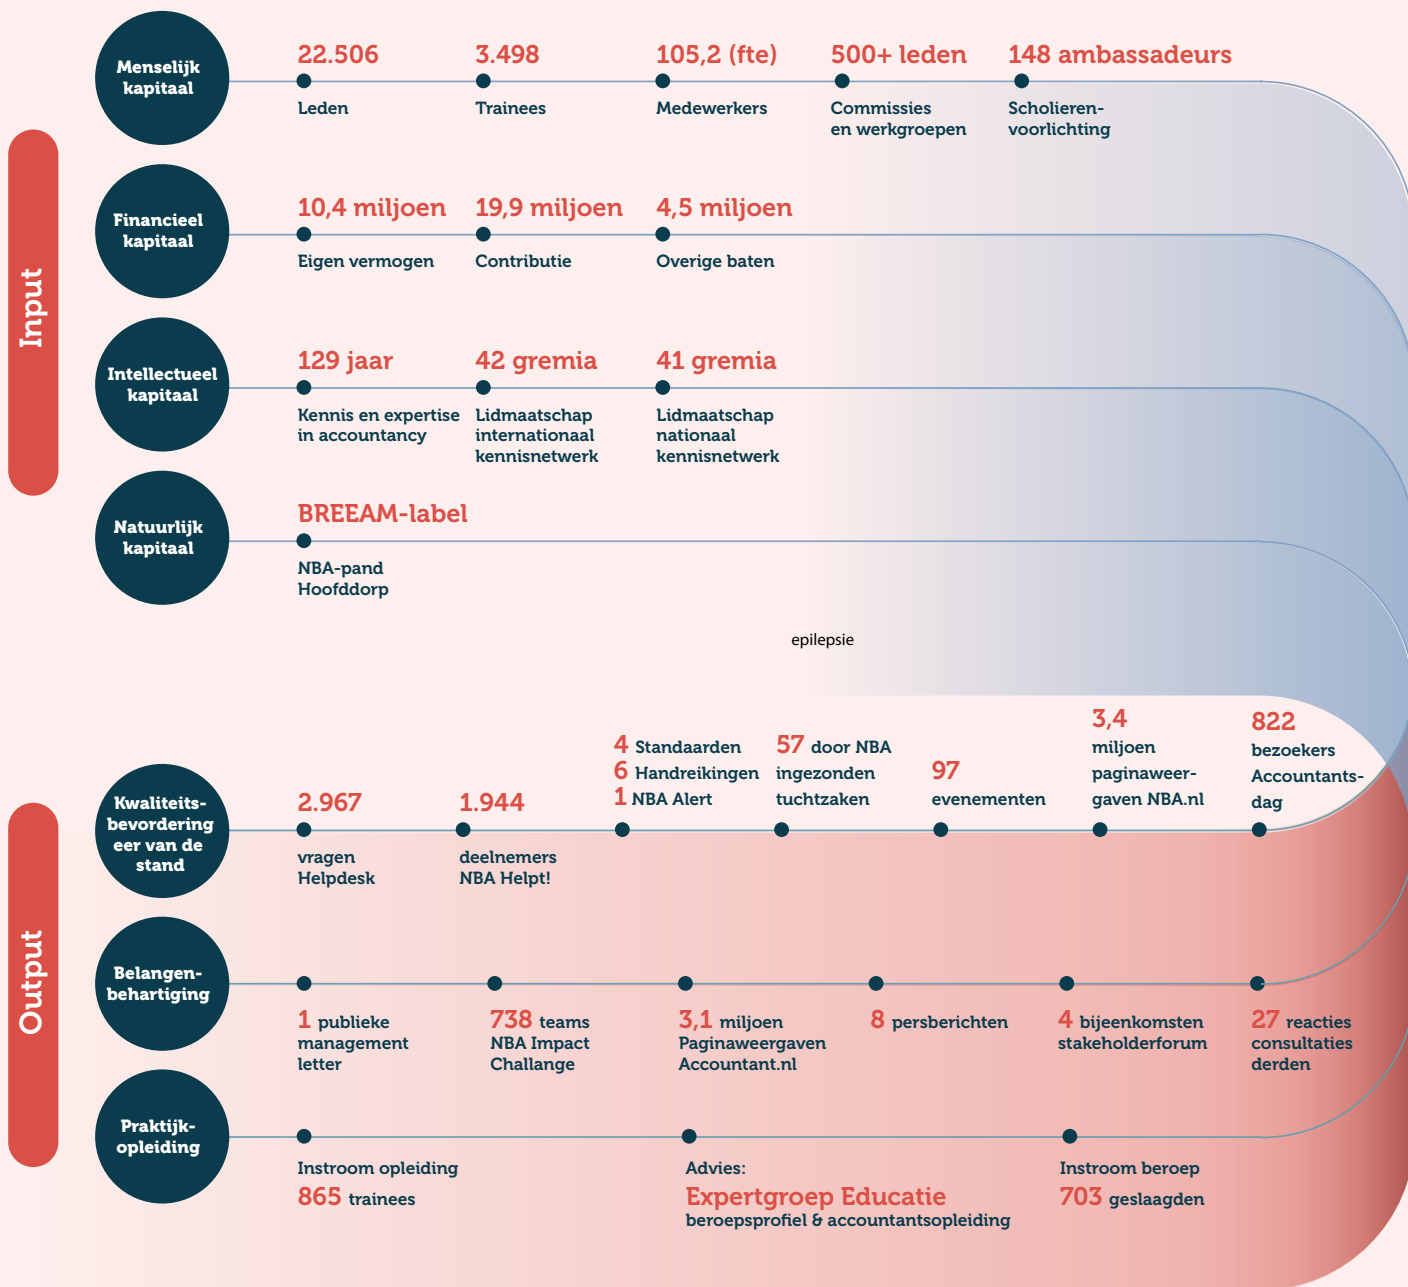 Input
Menselijk
kapitaal
22.506
Leden
3.498
Trainees
105,2 (fte)
Medewerkers
500+ leden
Commissies
en werkgroepen
148 ambassadeurs
Scholieren-
voorlichting
Financieel
kapitaal
10,4 miljoen
Eigen vermogen
19,9 miljoen
Contributie
4,5 miljoen
Overige baten
Intellectueel
kapitaal
129 jaar
Kennis en expertise
in accountancy
42 gremia
Lidmaatschap
internationaal
kennisnetwerk
41 gremia
Lidmaatschap
nationaal
kennisnetwerk
Natuurlijk
kapitaal
BREEAM-label
NBA-pand
Hoofddorp
epilepsie
Output
Kwaliteits-
bevordering
eer van de
stand
2.967
vragen
Helpdesk
1.944
deelnemers
NBA Helpt!
4 Standaarden
6 Handreikingen
1 NBA Alert
57 door NBA
ingezonden
tuchtzaken
97
evenementen
3,4
miljoen
paginaweer-
gaven NBA.nl
822
bezoekers
Accountants-
dag
Belangen-
behartiging
1 publieke
management
letter
738 teams
NBA Impact
Challange
3,1 miljoen
Paginaweergaven
Accountant.nl
8 persberichten
4 bijeenkomsten
stakeholderforum
27 reacties
consultaties
derden
Praktijk-
opleiding
Instroom opleiding
865 trainees
Advies:
Expertgroep Educatie
beroepsprofiel & accountantsopleiding
Instroom beroep
703 geslaagden